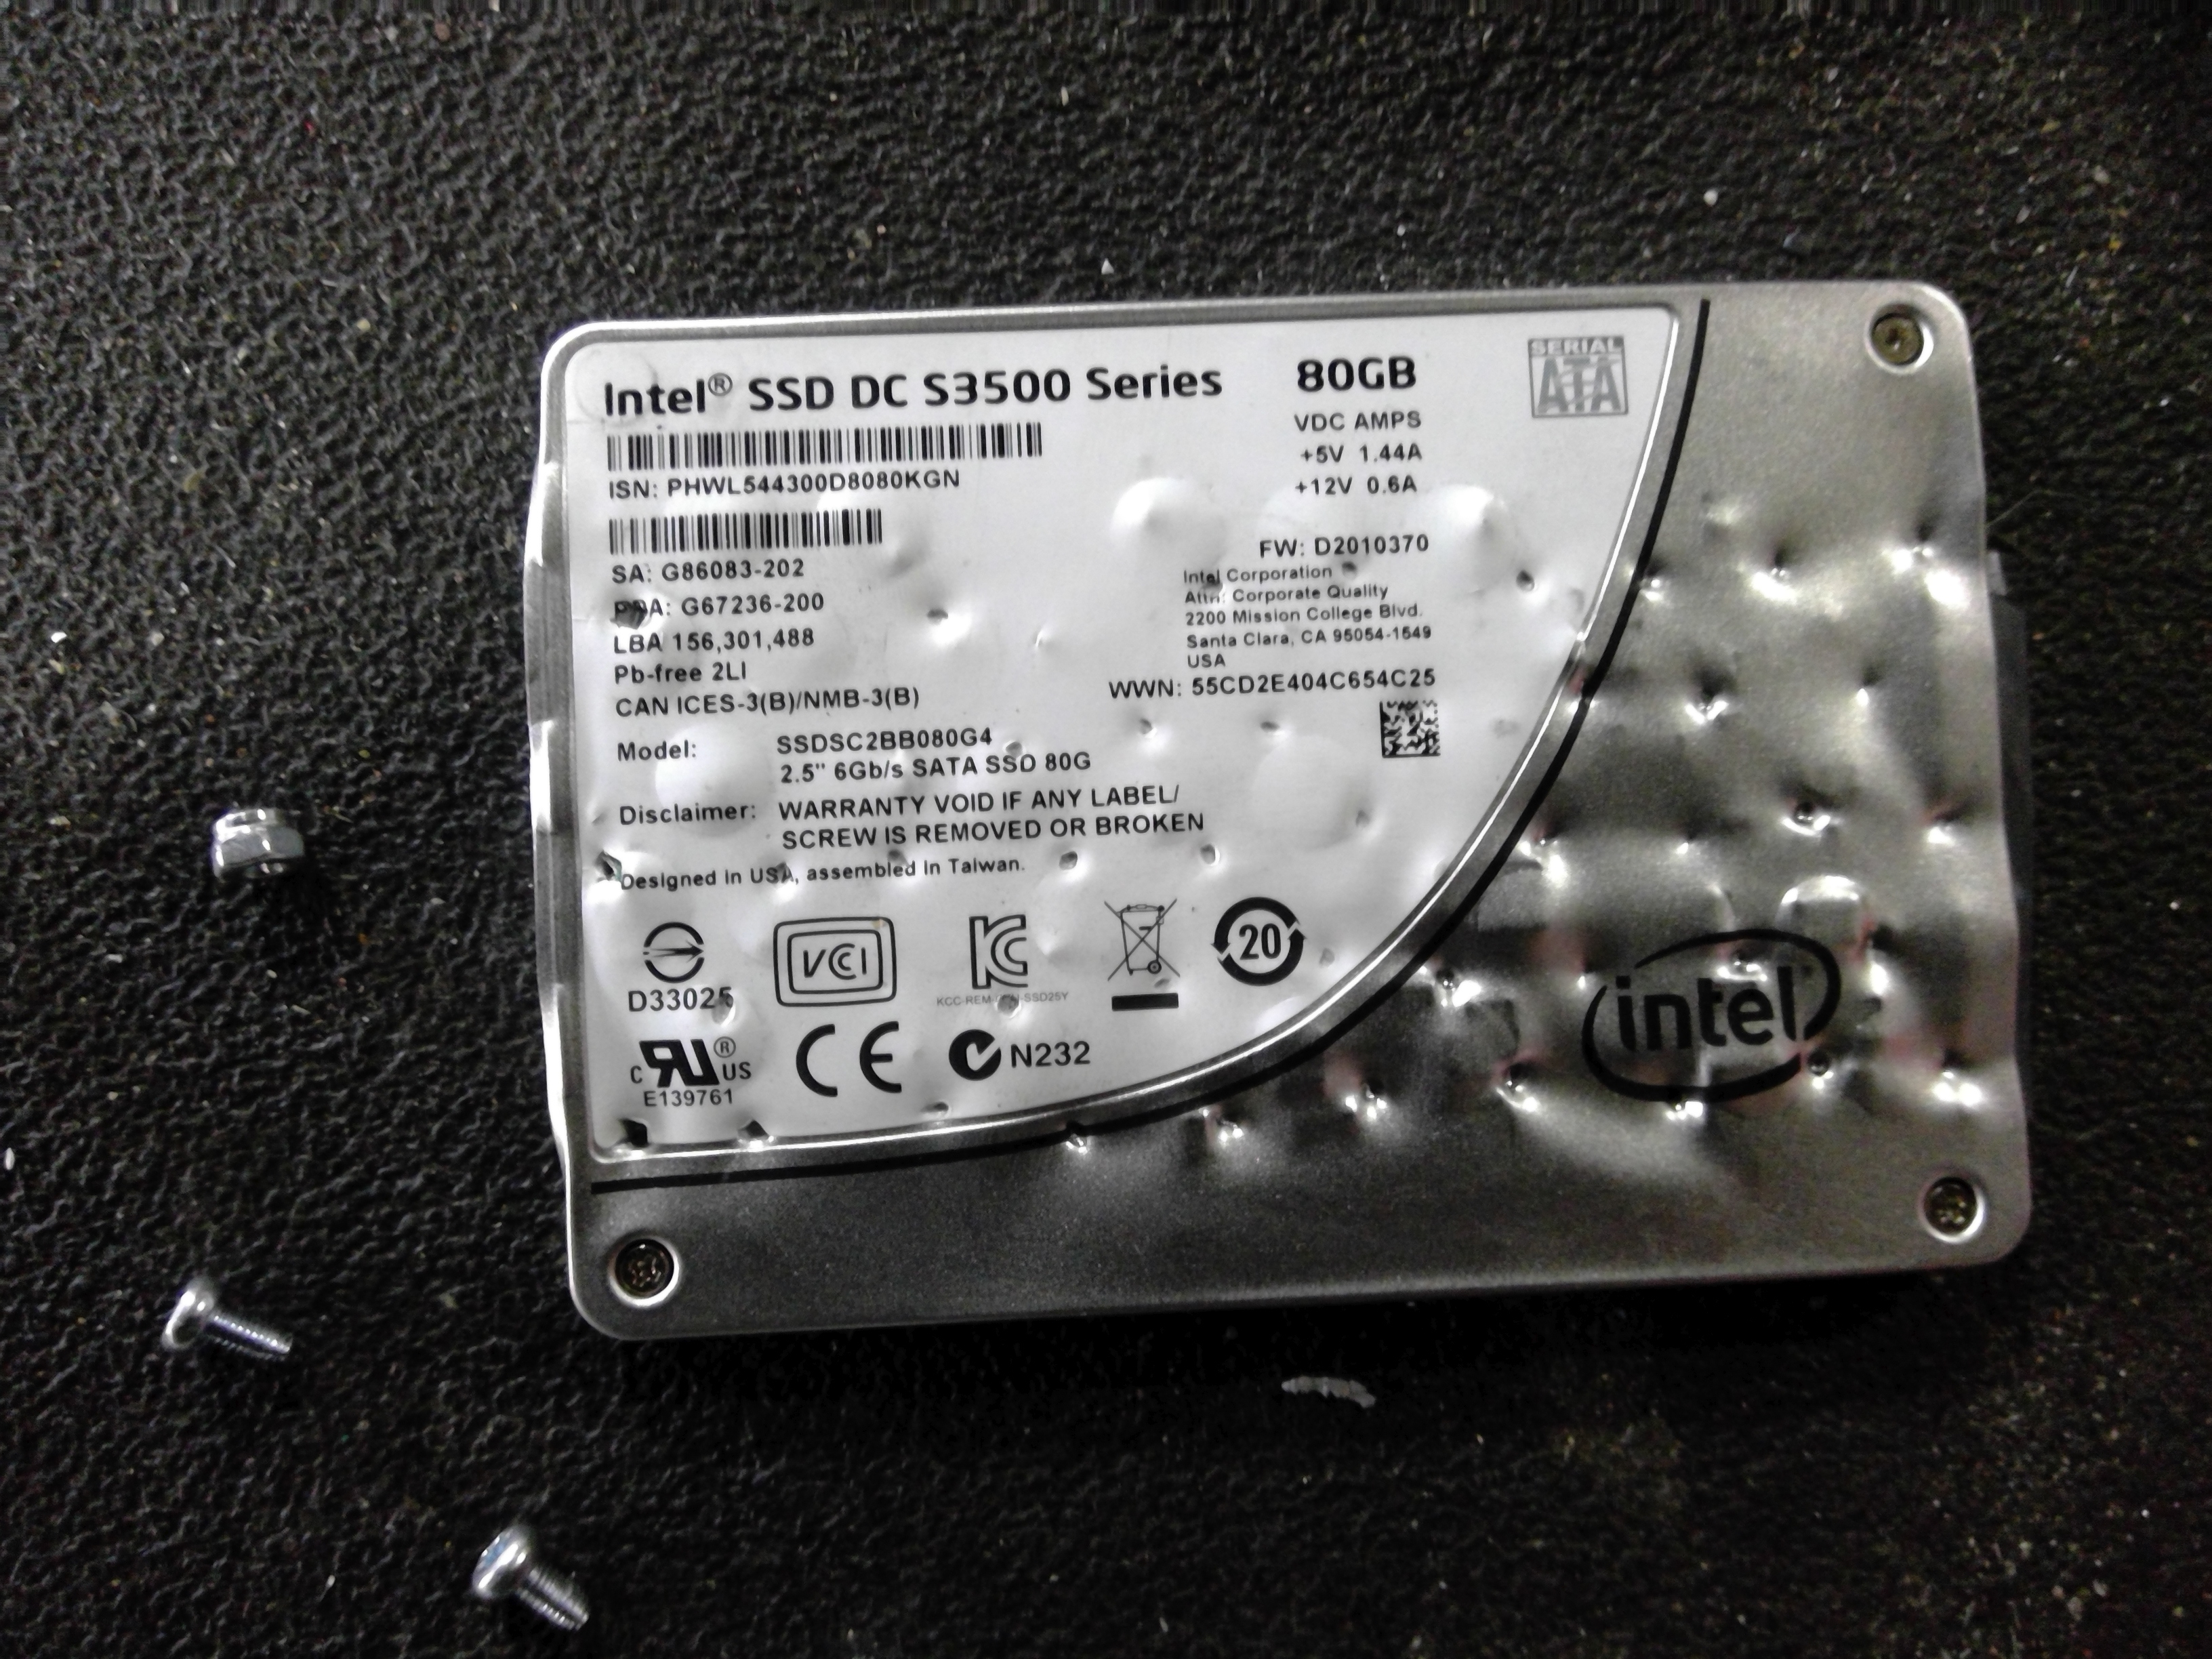 Intel® SSD DC S3500 Series
80GB
SERIAL
ATA
VDC AMPS
+5V 1.44A
+12V 0.6A
ISN: PHWL544300D8080KGN
SA: G86083-202
G67236-200
LBA 156,301,488
Pb-free 2LI
CAN ICES-3(B)/NMB-3(B)
FW: D2010370
Intel Corporation
Attn: Corporate Quality
2200 Mission College Blvd.
Santa Clara, CA 95054-1549
USA
WWN: 55CD2E404C654C25
Model: SSDSC2BB080G4
2.5" 6Gb/s SATA SSD 80G
Disclaimer: WARRANTY VOID IF ANY LABEL/
SCREW IS REMOVED OR BROKEN
Designed in USA, assembled in Taiwan.
D33025
VCCI
KC
20
C RU ® US
E139761
CE
N232
intel